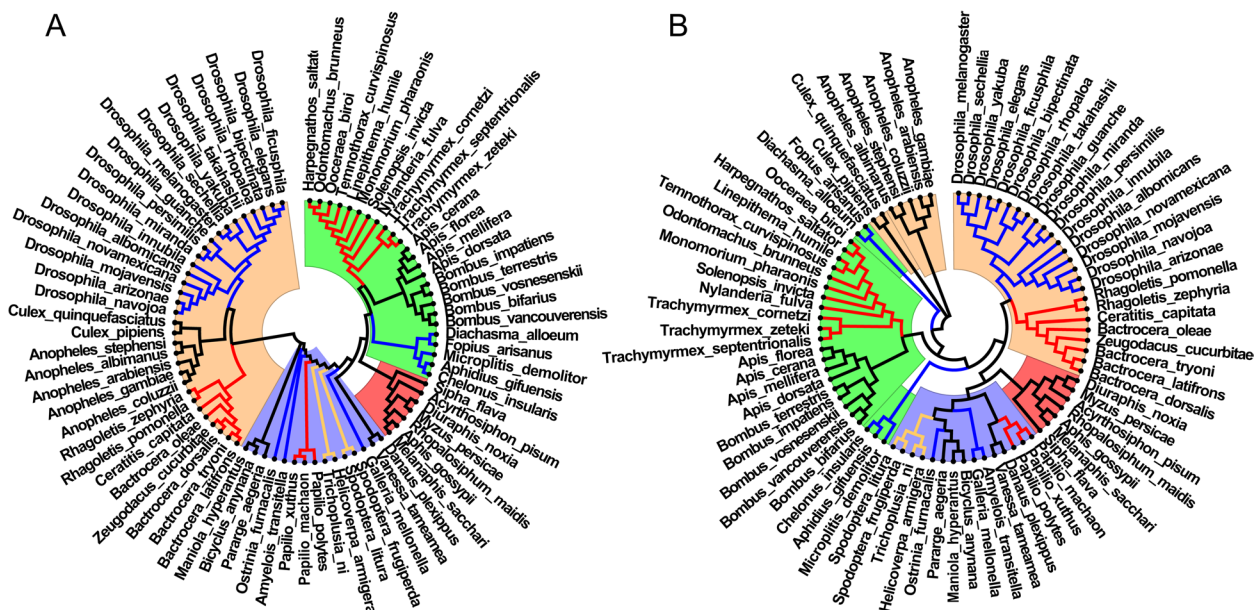 A
Harpegnathos_saltato
Odontomachus_brunneus
Ooceraea_biroi
Temnothorax_curvispinosus
Linepithema_humile
Monomorium_pharaonis
Solenopsis_invicta
Nylanderia_fulva
Trachymyrmex_cornetzi
Trachymyrmex_septentrionalis
Trachymyrmex_zeteki
Apis_cerana
Apis_florea
Apis_mellifera
Apis_dorsata
Bombus_impatiens
Bombus_terrestris
Bombus_vosnesenskii
Bombus_bifarius
Bombus_vancouverensis
Diachasma_alloeum
Fopius_arisanus
Microplitis_demolitor
Aphidius_gifuensis
Chelonus_insularis
Sipha_flava
Acyrthosiphon_pisum
Diuraphis_noxia
Myzus_persicae
Rhopalosiphum_maidis
Aphis_gossypii
Melanaphis_sacchari
Danaus_plexippus
Vanessa_tameamea
Galleria_mellonella
Spodoptera_frugiperda
Spodoptera_litura
Helicoverpa_armigera
Trichoplusia_ni
Papilio_polytes
Papilio_machaon
Papilio_xuthus
Amyelois_transitella
Ostrinia_furnacalis
Pararge_aegeria
Bicyclus_anynana
Maniola_hyperantus
Bactrocera_latifrons
Bactrocera_tryoni
Bactrocera_dorsalis
Zeugodacus_cucurbitae
Bactrocera_oleae
Ceratitis_capitata
Rhagoletis_pomonella
Rhagoletis_zephyria
Anopheles_coluzzii
Anopheles_gambiae
Anopheles_arabiensis
Anopheles_albimanus
Anopheles_stephensi
Culex_pipiens
Culex_quinquefasciatus
Drosophila_navojoa
Drosophila_arizonae
Drosophila_mojavensis
Drosophila_novamexicana
Drosophila_albomicans
Drosophila_innubila
Drosophila_miranda
Drosophila_persimilis
Drosophila_guanche
Drosophila_melanogaster
Drosophila_sechellia
Drosophila_yakuba
Drosophila_takahashii
Drosophila_rhopaloa
Drosophila_bipectinata
Drosophila_elegans
Drosophila_ficusphila
B
Drosophila_melanogaster
Drosophila_sechellia
Drosophila_yakuba
Drosophila_elegans
Drosophila_ficusphila
Drosophila_bipectinata
Drosophila_rhopaloa
Drosophila_takahashii
Drosophila_guanche
Drosophila_miranda
Drosophila_persimilis
Drosophila_innubila
Drosophila_albomicans
Drosophila_novamexicana
Drosophila_mojavensis
Drosophila_navojoa
Drosophila_arizonae
Rhagoletis_pomonella
Rhagoletis_zephyria
Ceratitis_capitata
Bactrocera_oleae
Zeugodacus_cucurbitae
Bactrocera_tryoni
Bactrocera_latifrons
Bactrocera_dorsalis
Diuraphis_noxia
Myzus_persicae
Acyrthosiphon_pisum
Rhopalosiphum_maidis
Aphis_gossypii
Melanaphis_sacchari
Sipha_flava
Papilio_machaon
Papilio_xuthus
Papilio_polytes
Danaus_plexippus
Vanessa_tameamea
Amyelois_transitella
Galleria_mellonella
Bicyclus_anynana
Maniola_hyperantus
Pararge_aegeria
Ostrinia_furnacalis
Helicoverpa_armigera
Trichoplusia_ni
Spodoptera_frugiperda
Spodoptera_litura
Microplitis_demolitor
Aphidius_gifuensis
Chelonus_insularis
Bombus_bifarius
Bombus_vancouverensis
Bombus_vosnesenskii
Bombus_impatiens
Bombus_terrestris
Apis_dorsata
Apis_mellifera
Apis_cerana
Apis_florea
Trachymyrmex_septentrionalis
Trachymyrmex_zeteki
Trachymyrmex_cornetzi
Nylanderia_fulva
Solenopsis_invicta
Monomorium_pharaonis
Odontomachus_brunneus
Temnothorax_curvispinosus
Linepithema_humile
Harpegnathos_saltator
Ooceraea_biroi
Diachasma_alloeum
Fopius_arisanus
Culex_pipiens
Culex_quinquefasciatus
Anopheles_albimanus
Anopheles_stephensi
Anopheles_coluzzii
Anopheles_arabiensis
Anopheles_gambiae